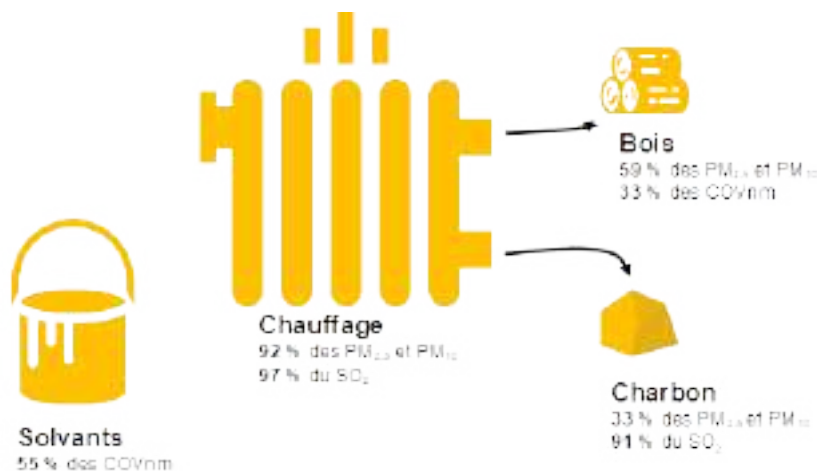 Bois
59 % des PM₂,₅ et PM₁₀
33 % des COVnm
Chauffage
92 % des PM₂,₅ et PM₁₀
97 % du SO₂
Charbon
33 % des PM₂,₅ et PM₁₀
91 % du SO₂
Solvants
55 % des COVnm